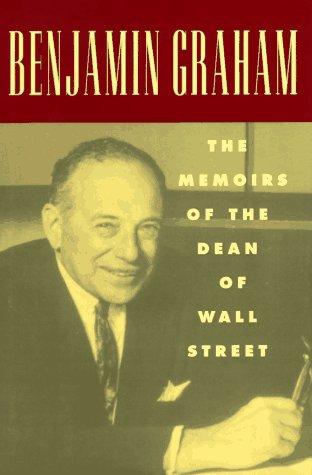 BENJAMIN GRAHAM
THE
MEMOIRS
OF THE
DEAN
OF
WALL
STREET